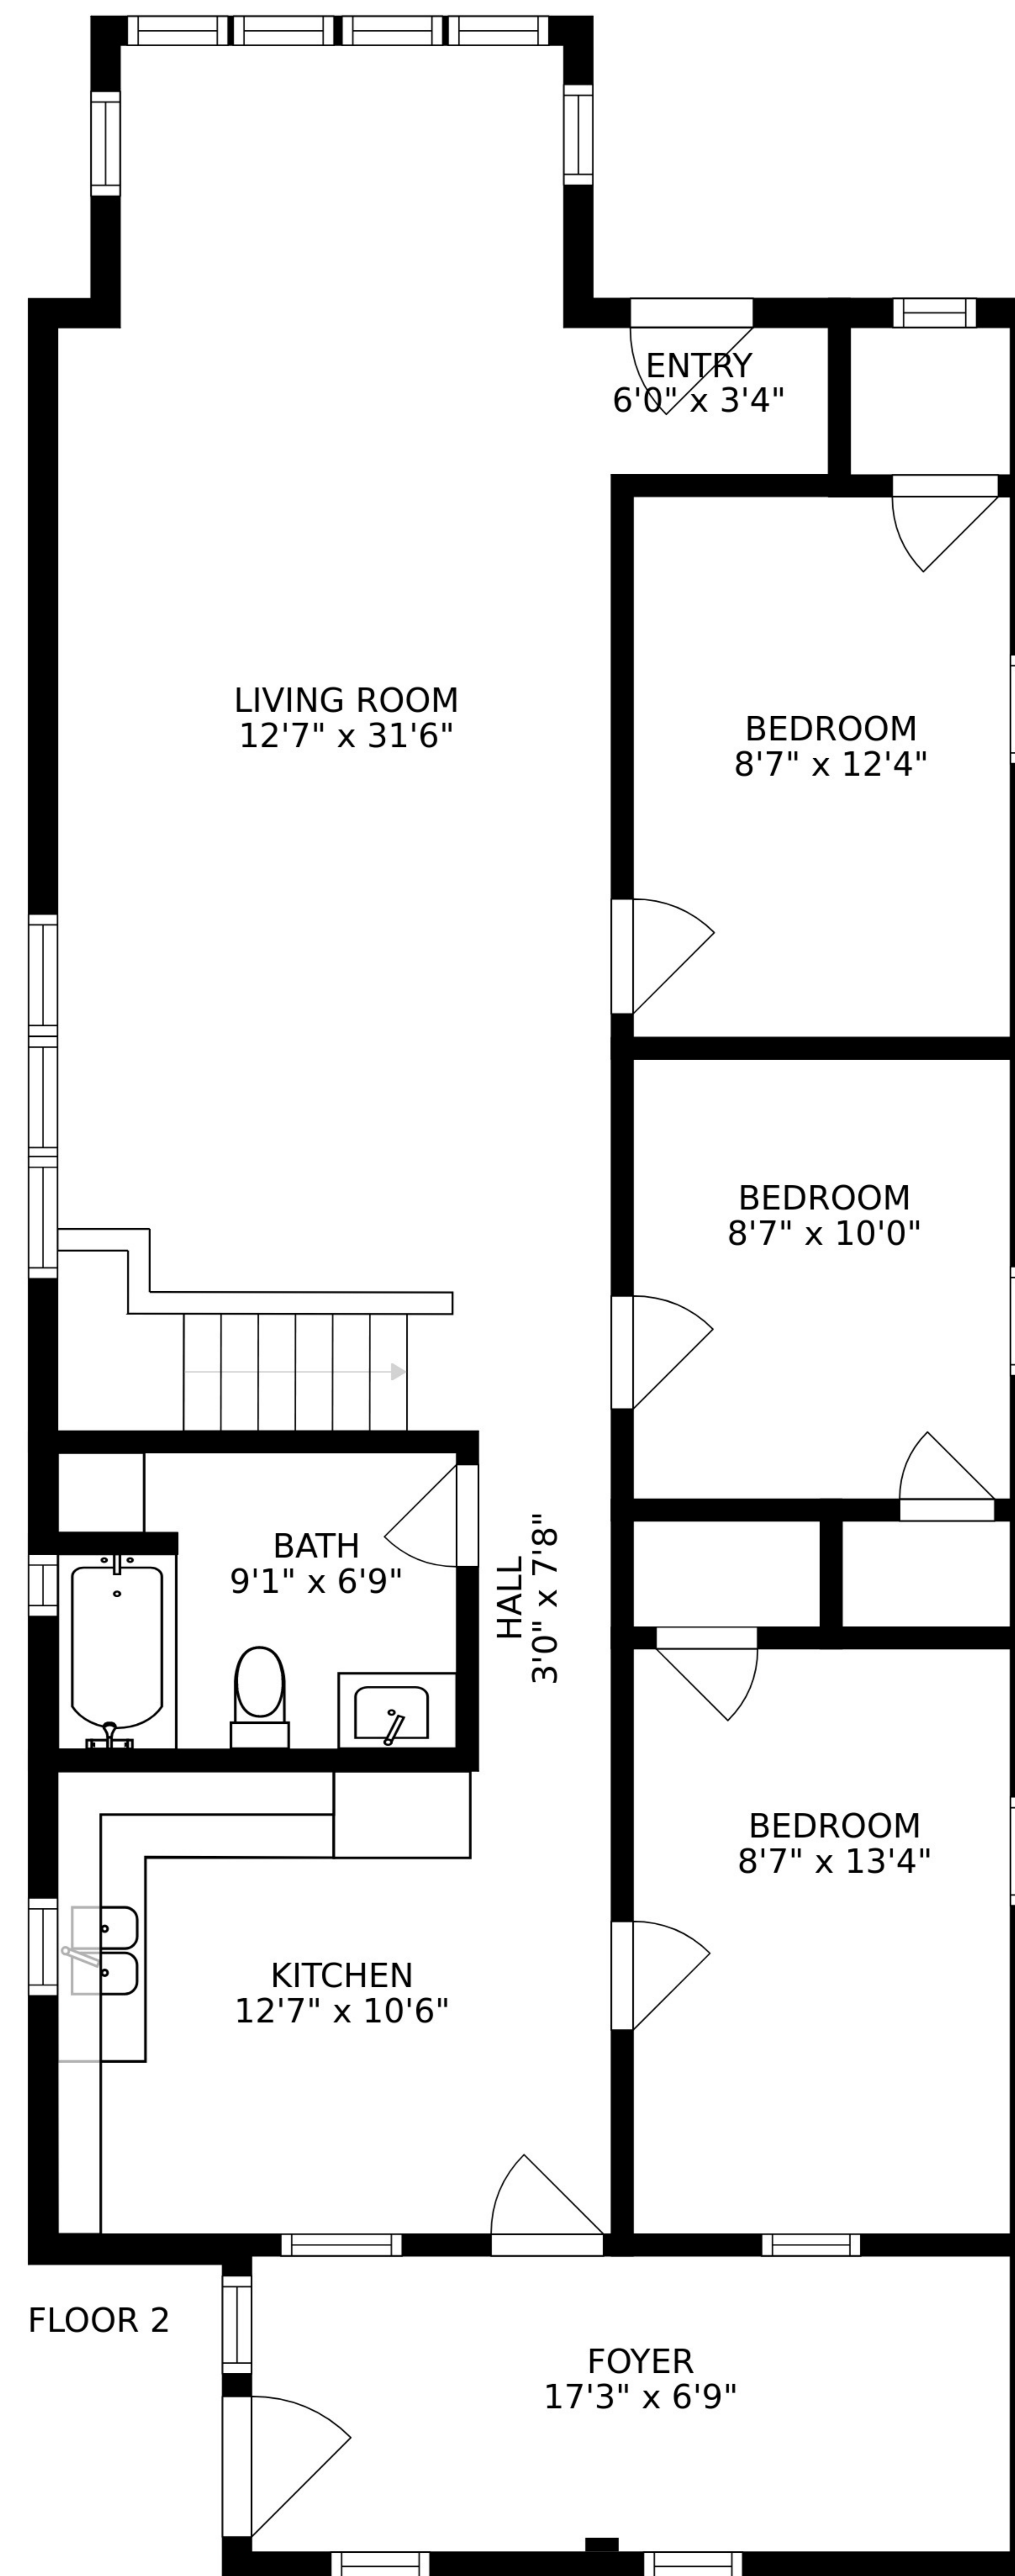 ENTRY
6'0" x 3'4"
LIVING ROOM
12'7" x 31'6"
BEDROOM
8'7" x 12'4"
BEDROOM
8'7" x 10'0"
BATH
9'1" x 6'9"
HALL
3'0" x 7'8"
BEDROOM
8'7" x 13'4"
KITCHEN
12'7" x 10'6"
FLOOR 2
FOYER
17'3" x 6'9"